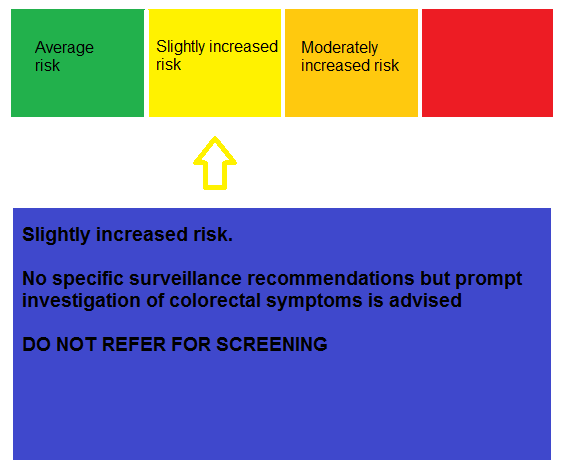 Average
risk
Slightly increased
risk
Moderately
increased risk
Slightly increased risk.
No specific surveillance recommendations but prompt
investigation of colorectal symptoms is advised
DO NOT REFER FOR SCREENING